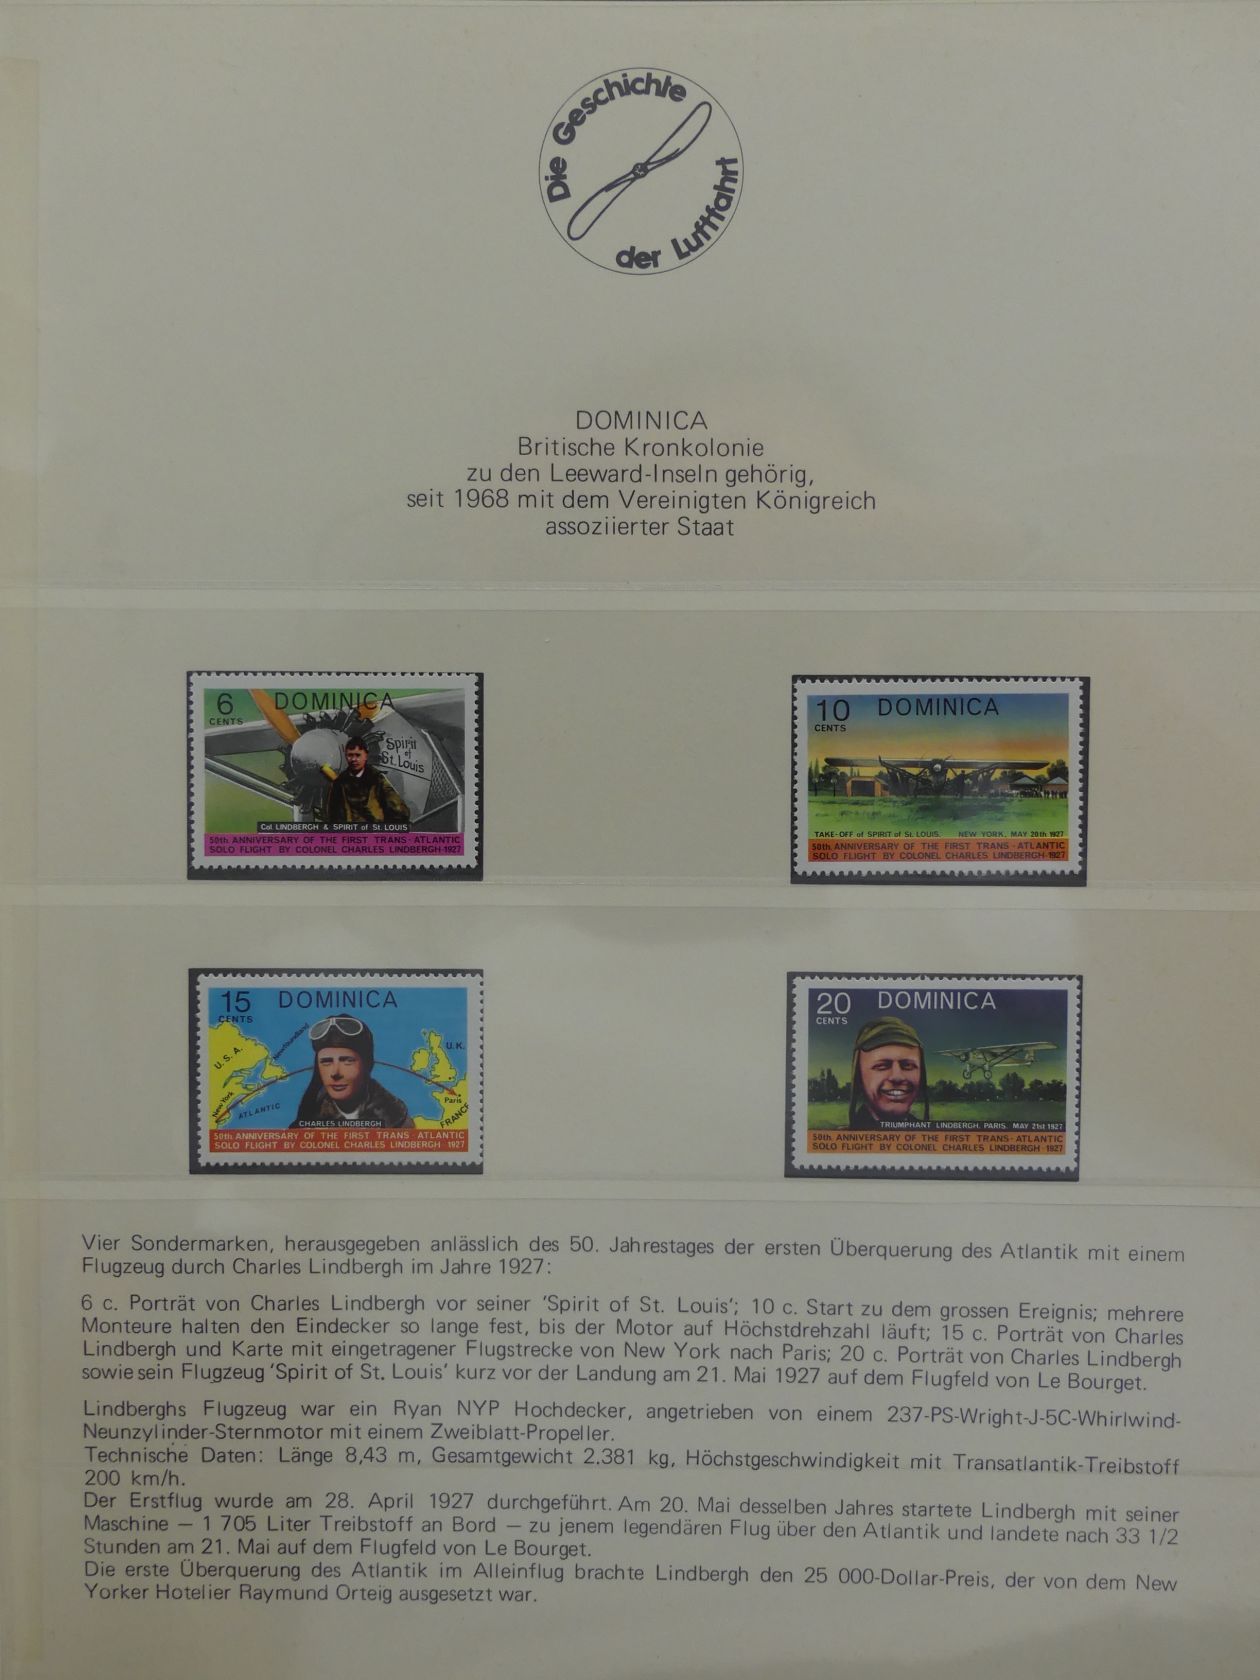 Die Geschichte
der Luftfahrt
DOMINICA
Britische Kronkolonie
zu den Leeward-Inseln gehörig,
seit 1968 mit dem Vereinigten Königreich
assoziierter Staat
6 DOMINICA
CENTS
Spirit
of
St. Louis
Col LINDBERGH & SPIRIT of St. LOUIS
50th ANNIVERSARY OF THE FIRST TRANS-ATLANTIC
SOLO FLIGHT BY COLONEL CHARLES LINDBERGH-1927
10 DOMINICA
CENTS
TAKE-OFF of SPIRIT of St. LOUIS. NEW YORK, MAY 20th 1927
50th ANNIVERSARY OF THE FIRST TRANS-ATLANTIC
SOLO FLIGHT BY COLONEL CHARLES LINDBERGH-1927
15 DOMINICA
CENTS
U.S.A.
Newfoundland
U.K.
New York
ATLANTIC
Paris
FRANCE
CHARLES LINDBERGH
50th ANNIVERSARY OF THE FIRST TRANS-ATLANTIC
SOLO FLIGHT BY COLONEL CHARLES LINDBERGH-1927
20 DOMINICA
CENTS
TRIUMPHANT LINDBERGH, PARIS. MAY 21st 1927
50th ANNIVERSARY OF THE FIRST TRANS-ATLANTIC
SOLO FLIGHT BY COLONEL CHARLES LINDBERGH-1927
Vier Sondermarken, herausgegeben anlässlich des 50. Jahrestages der ersten Überquerung des Atlantik mit einem
Flugzeug durch Charles Lindbergh im Jahre 1927:
6 c. Porträt von Charles Lindbergh vor seiner 'Spirit of St. Louis'; 10 c. Start zu dem grossen Ereignis; mehrere
Monteure halten den Eindecker so lange fest, bis der Motor auf Höchstdrehzahl läuft; 15 c. Porträt von Charles
Lindbergh und Karte mit eingetragener Flugstrecke von New York nach Paris; 20 c. Porträt von Charles Lindbergh
sowie sein Flugzeug 'Spirit of St. Louis' kurz vor der Landung am 21. Mai 1927 auf dem Flugfeld von Le Bourget.
Lindberghs Flugzeug war ein Ryan NYP Hochdecker, angetrieben von einem 237-PS-Wright-J-5C-Whirlwind-
Neunzylinder-Sternmotor mit einem Zweiblatt-Propeller.
Technische Daten: Länge 8,43 m, Gesamtgewicht 2.381 kg, Höchstgeschwindigkeit mit Transatlantik-Treibstoff
200 km/h.
Der Erstflug wurde am 28. April 1927 durchgeführt. Am 20. Mai desselben Jahres startete Lindbergh mit seiner
Maschine – 1 705 Liter Treibstoff an Bord – zu jenem legendären Flug über den Atlantik und landete nach 33 1/2
Stunden am 21. Mai auf dem Flugfeld von Le Bourget.
Die erste Überquerung des Atlantik im Alleinflug brachte Lindbergh den 25 000-Dollar-Preis, der von dem New
Yorker Hotelier Raymund Orteig ausgesetzt war.